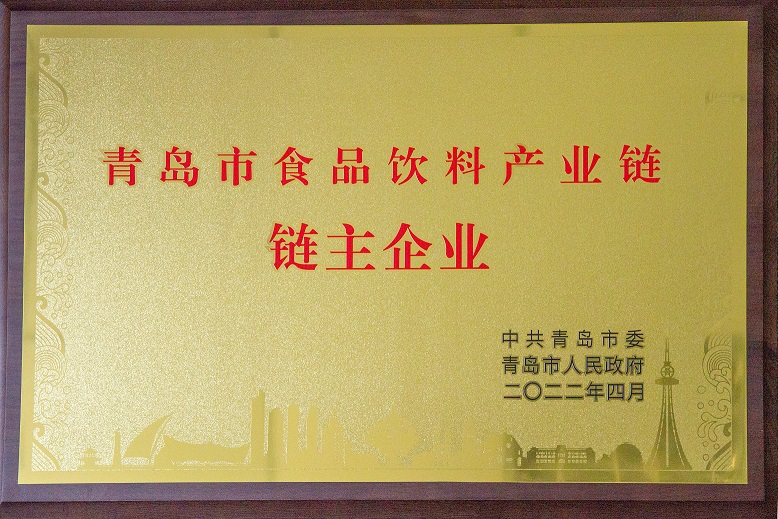 青岛市食品饮料产业链
链主企业
中共青岛市委
青岛市人民政府
二〇二二年四月